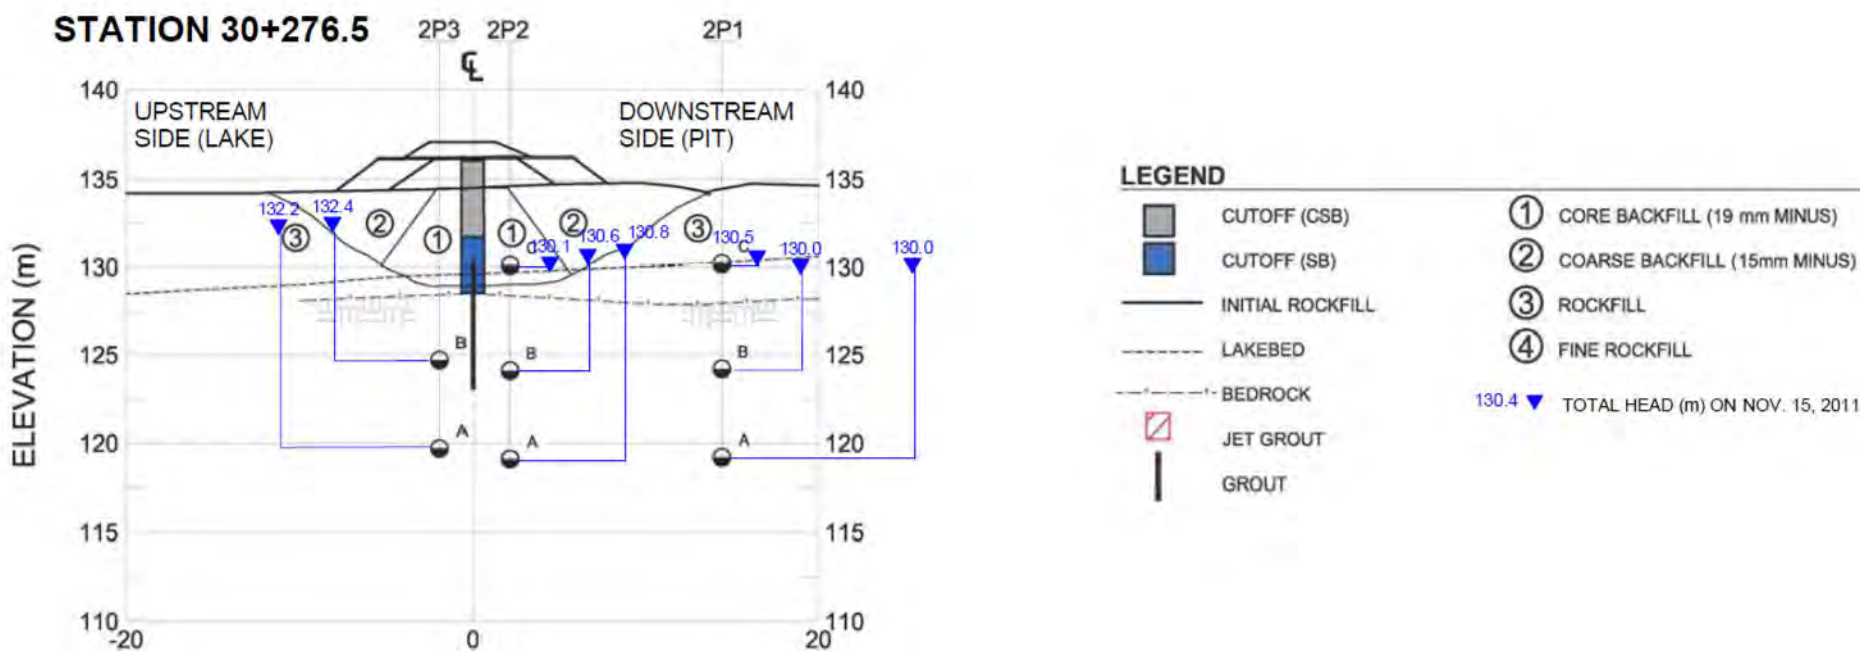 STATION 30+276.5
2P3 2P2 2P1
℄
140 140
UPSTREAM
SIDE (LAKE)
DOWNSTREAM
SIDE (PIT)
135 135
132.2 132.4
③ ② ① ① ② ③
C 130.1 130.6 130.8 130.5 C 130.0 130.0
130 130
ELEVATION (m)
125 125
B B B
120 120
A A A
115 115
110 110
-20 0 20
LEGEND
CUTOFF (CSB)
CUTOFF (SB)
INITIAL ROCKFILL
LAKEBED
BEDROCK
JET GROUT
GROUT
① CORE BACKFILL (19 mm MINUS)
② COARSE BACKFILL (15mm MINUS)
③ ROCKFILL
④ FINE ROCKFILL
130.4 TOTAL HEAD (m) ON NOV. 15, 2011